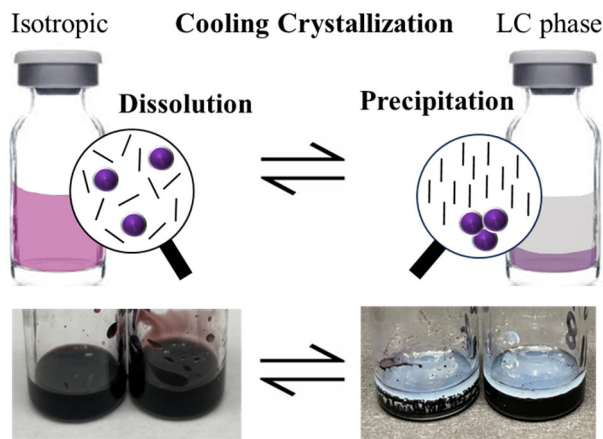 Isotropic
Cooling Crystallization
LC phase
Dissolution
Precipitation